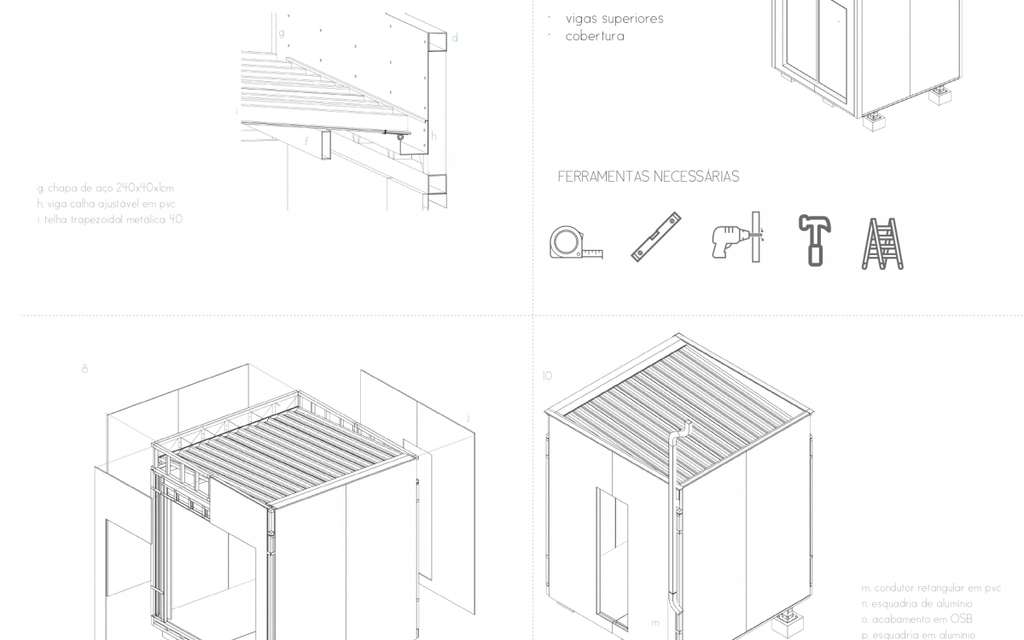 g
d
f
h
g. chapa de aço 240x40x1cm
h. viga calha ajustável em pvc
i. telha trapezoidal metálica 40
· vigas superiores
· cobertura
FERRAMENTAS NECESSÁRIAS
8
10
m
m. condutor retangular em pvc
n. esquadria de alumínio
o. acabamento em OSB
p. esquadria em alumínio